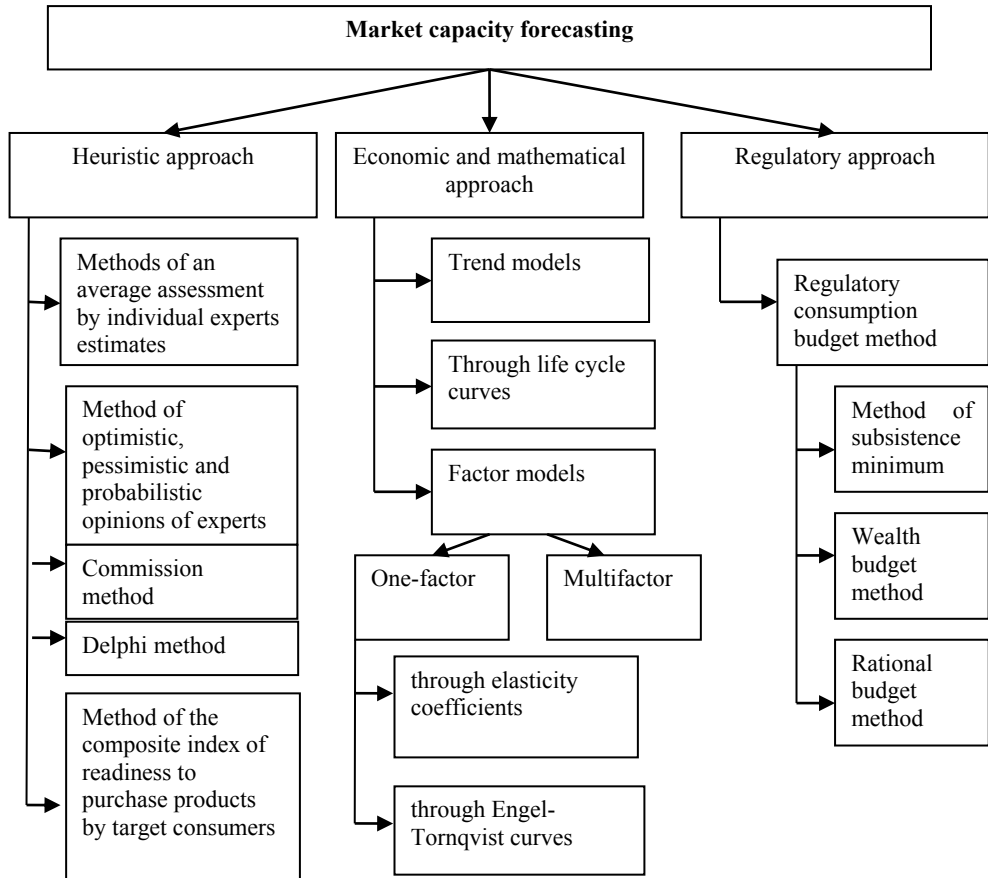 Market capacity forecasting
Heuristic approach
Economic and mathematical
approach
Regulatory approach
Methods of an
average assessment
by individual experts
estimates
Method of
optimistic,
pessimistic and
probabilistic
opinions of experts
Commission
method
Delphi method
Method of the
composite index of
readiness to
purchase products
by target consumers
Trend models
Through life cycle
curves
Factor models
One-factor
Multifactor
through elasticity
coefficients
through Engel-
Tornqvist curves
Regulatory
consumption
budget method
Method of
subsistence
minimum
Wealth
budget
method
Rational
budget
method